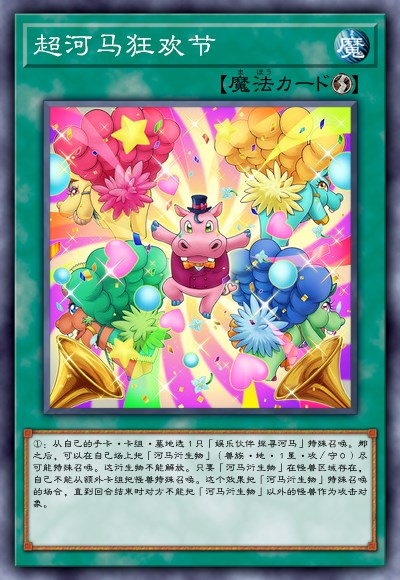 超河马狂欢节
魔
【魔法カード】
まほう
①:从自己的手卡·卡组·墓地选1只「娱乐伙伴 探寻河马」特殊召唤。那
之后,可以在自己场上把「河马衍生物」(兽族·地·1星·攻/守0)尽
可能特殊召唤。这衍生物不能解放。只要「河马衍生物」在怪兽区域存在,
自己不能从额外卡组把怪兽特殊召唤。这个效果把「河马衍生物」特殊召唤
的场合,直到回合结束时对方不能把「河马衍生物」以外的怪兽作为攻击对
象。